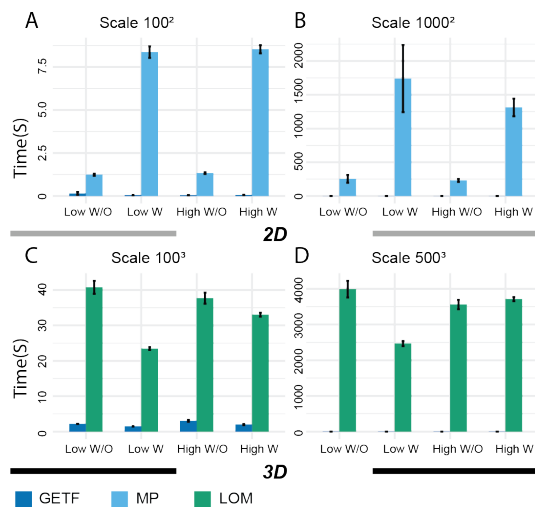 A
Scale 100²
B
Scale 1000²
Time(S)
7.5
5.0
2.5
0
2000
1500
1000
500
0
Low W/O
Low W
High W/O
High W
Low W/O
Low W
High W/O
High W
2D
C
Scale 100³
D
Scale 500³
Time(S)
40
30
20
10
0
4000
3000
2000
1000
0
Low W/O
Low W
High W/O
High W
Low W/O
Low W
High W/O
High W
3D
GETF
MP
LOM